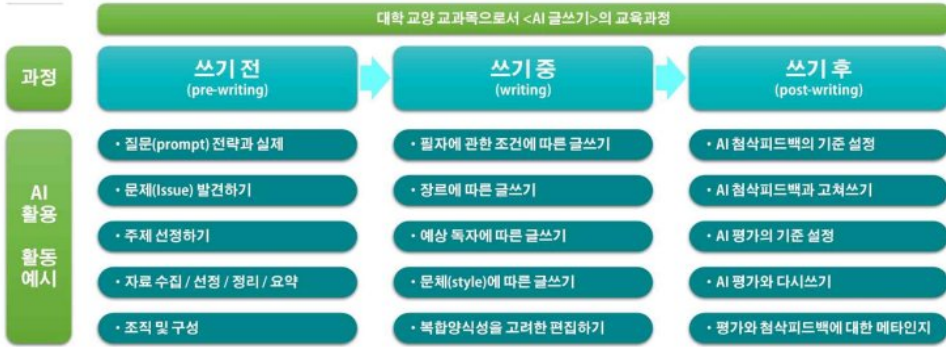 대학 교양 교과목으로서 <AI 글쓰기>의 교육과정
과정
쓰기 전
(pre-writing)
쓰기 중
(writing)
쓰기 후
(post-writing)
AI
활용
활동
예시
• 질문(prompt) 전략과 실제
• 문제(Issue) 발견하기
• 주제 선정하기
• 자료 수집 / 선정 / 정리 / 요약
• 조직 및 구성
• 필자에 관한 조건에 따른 글쓰기
• 장르에 따른 글쓰기
• 예상 독자에 따른 글쓰기
• 문체(style)에 따른 글쓰기
• 복합양식성을 고려한 편집하기
• AI 첨삭피드백의 기준 설정
• AI 첨삭피드백과 고쳐쓰기
• AI 평가의 기준 설정
• AI 평가와 다시쓰기
• 평가와 첨삭피드백에 대한 메타인지